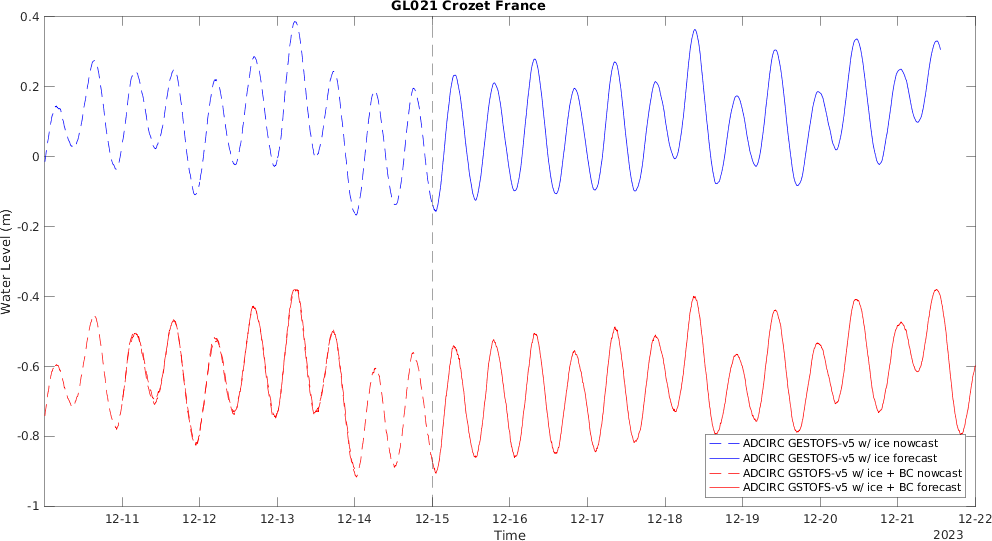 GL021 Crozet France
0.4
0.2
0
-0.2
-0.4
-0.6
-0.8
-1
Water Level (m)
ADCIRC GESTOFS-v5 w/ ice nowcast
ADCIRC GESTOFS-v5 w/ ice forecast
ADCIRC GSTOFS-v5 w/ ice + BC nowcast
ADCIRC GSTOFS-v5 w/ ice + BC forecast
12-11 12-12 12-13 12-14 12-15 12-16 12-17 12-18 12-19 12-20 12-21 12-22
Time
2023